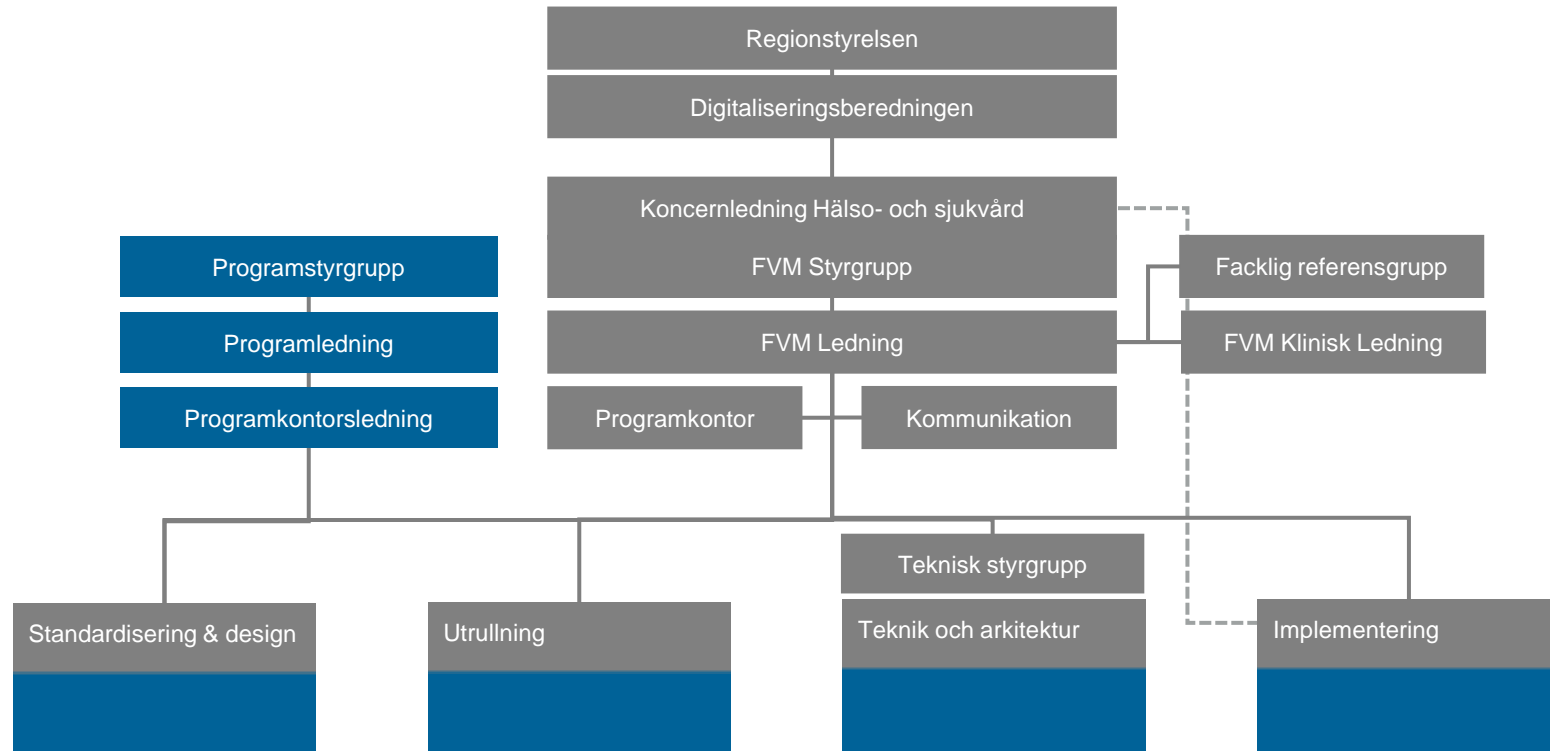 Regionstyrelsen
Digitaliseringsberedningen
Koncernledning Hälso- och sjukvård
Programstyrgrupp
FVM Styrgrupp
Facklig referensgrupp
Programledning
FVM Ledning
FVM Klinisk Ledning
Programkontorsledning
Programkontor
Kommunikation
Teknisk styrgrupp
Standardisering & design
Utrullning
Teknik och arkitektur
Implementering